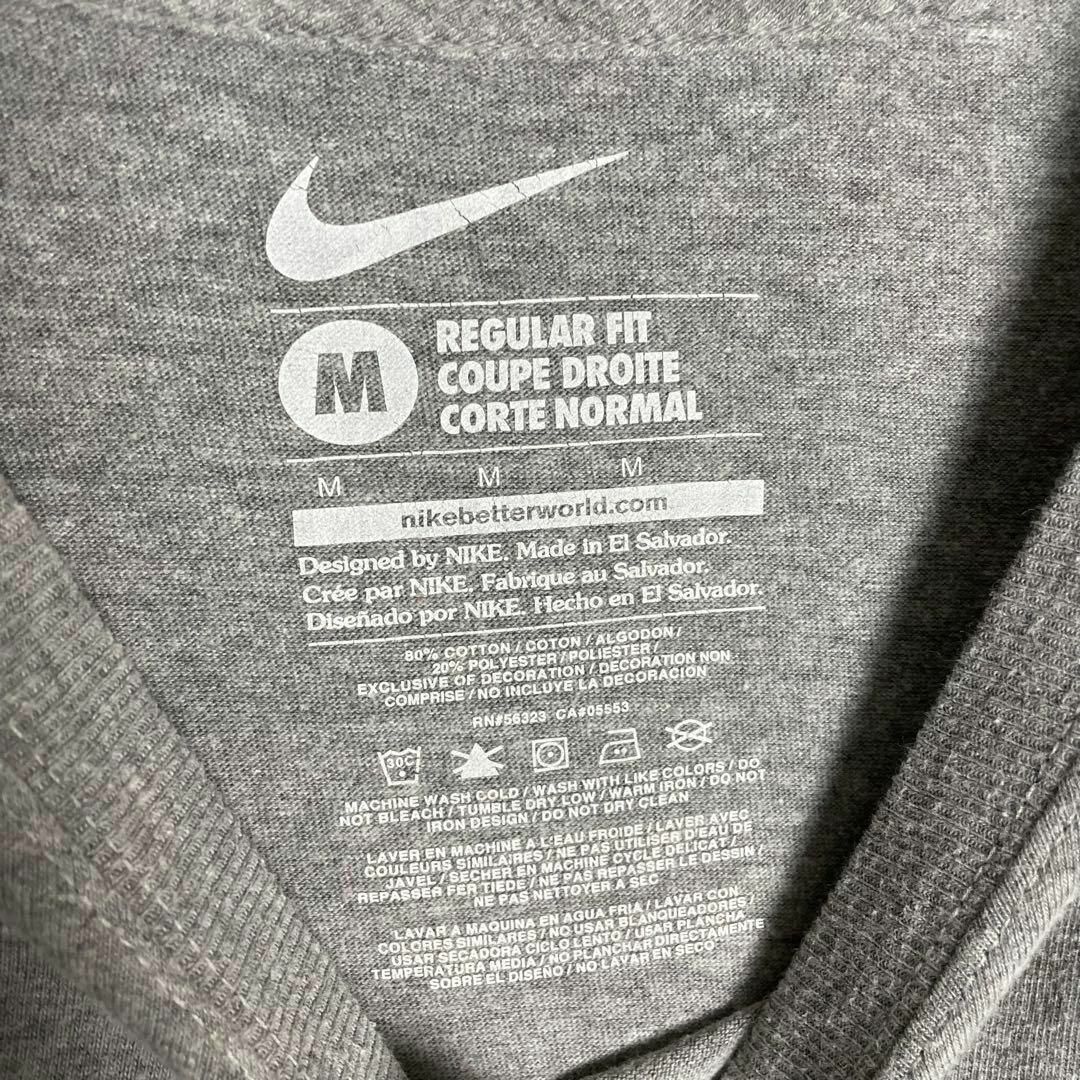 M
REGULAR FIT
COUPE DROITE
CORTE NORMAL
M M M
nikebetterworld.com
Designed by NIKE. Made in El Salvador.
Crée par NIKE. Fabrique au Salvador.
Diseñado por NIKE. Hecho en El Salvador.
80% COTTON / COTON / ALGODON /
20% POLYESTER / POLIESTER /
EXCLUSIVE OF DECORATION / DECORATION NON
COMPRISE / NO INCLUYE LA DECORACION
RN#56323 CA#05553
30C
MACHINE WASH COLD / WASH WITH LIKE COLORS / DO
NOT BLEACH / TUMBLE DRY LOW / WARM IRON / DO NOT
IRON DESIGN / DO NOT DRY CLEAN
LAVER EN MACHINE A L'EAU FROIDE / LAVER AVEC
COULEURS SIMILAIRES / NE PAS UTILISER D'EAU DE
JAVEL / SECHER EN MACHINE CYCLE DELICAT /
REPASSER FER TIEDE / NE PAS REPASSER LE DESSIN /
NE PAS NETTOYER A SEC
LAVAR A MAQUINA EN AGUA FRIA / LAVAR CON
COLORES SIMILARES / NO USAR BLANQUEADORES /
USAR SECADORA CICLO LENTO / USAR PLANCHA
TEMPERATURA MEDIA / NO PLANCHAR DIRECTAMENTE
SOBRE EL DISEÑO / NO LAVAR EN SECO